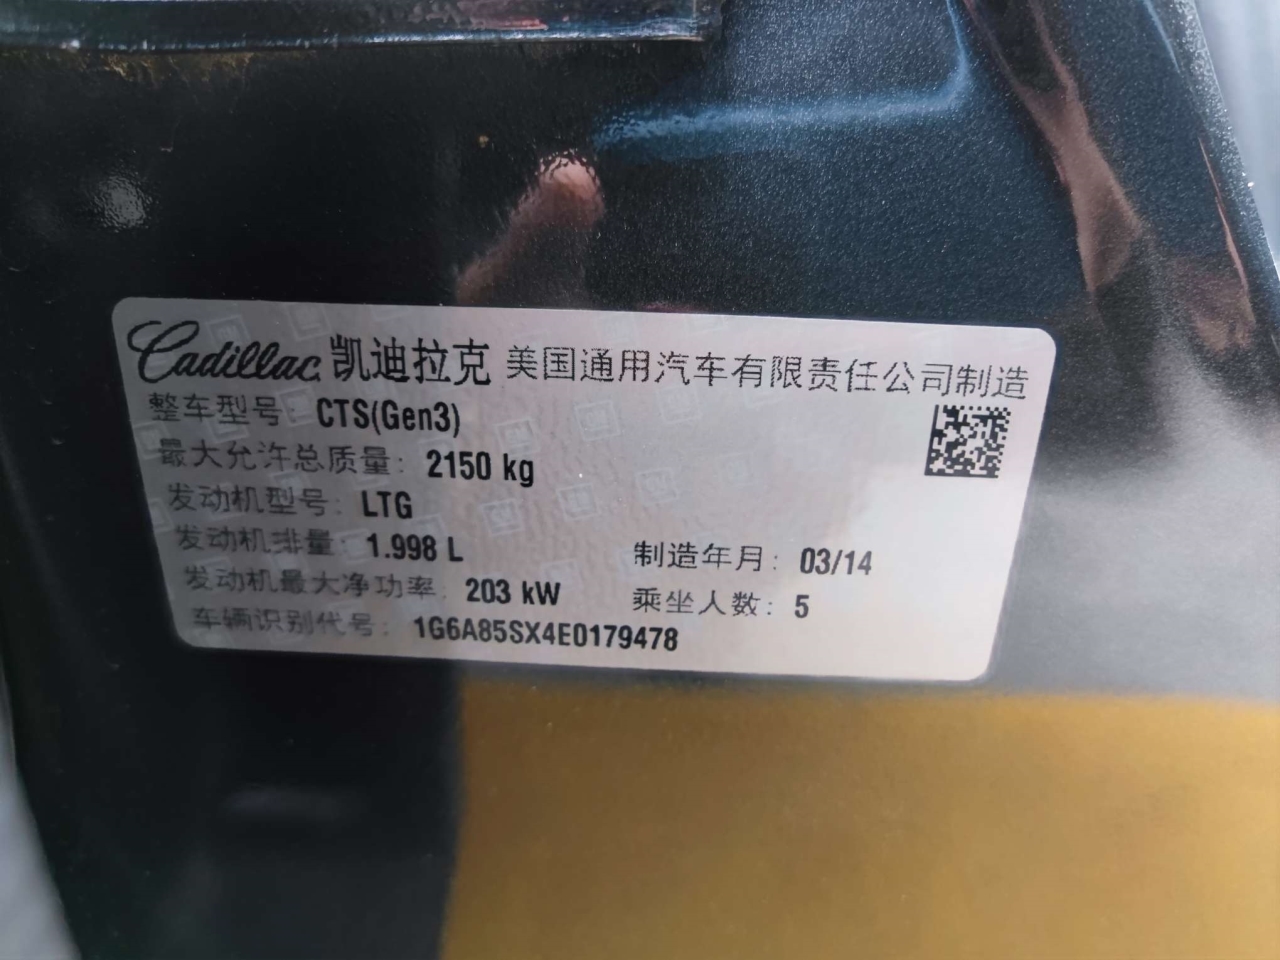 Cadillac 凯迪拉克 美国通用汽车有限责任公司制造
整车型号: CTS(Gen3)
最大允许总质量: 2150 kg
发动机型号: LTG
发动机排量: 1.998 L 制造年月: 03/14
发动机最大净功率: 203 kW 乘坐人数: 5
车辆识别代号: 1G6A85SX4E0179478